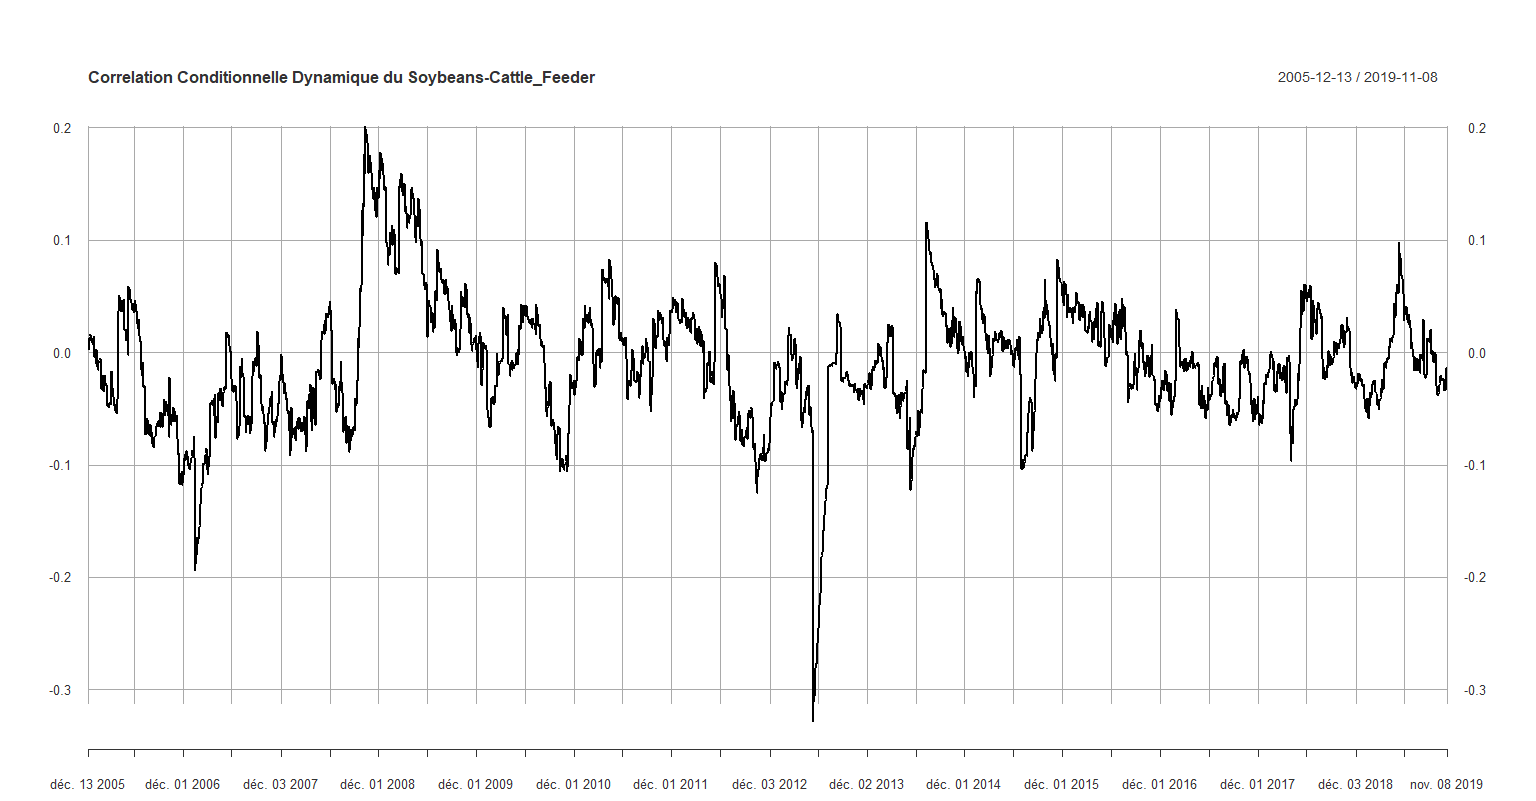 Correlation Conditionnelle Dynamique du Soybeans-Cattle_Feeder
2005-12-13 / 2019-11-08
0.2 0.2
0.1 0.1
0.0 0.0
-0.1 -0.1
-0.2 -0.2
-0.3 -0.3
déc. 13 2005 déc. 01 2006 déc. 03 2007 déc. 01 2008 déc. 01 2009 déc. 01 2010 déc. 01 2011 déc. 03 2012 déc. 02 2013 déc. 01 2014 déc. 01 2015 déc. 01 2016 déc. 01 2017 déc. 03 2018 nov. 08 2019